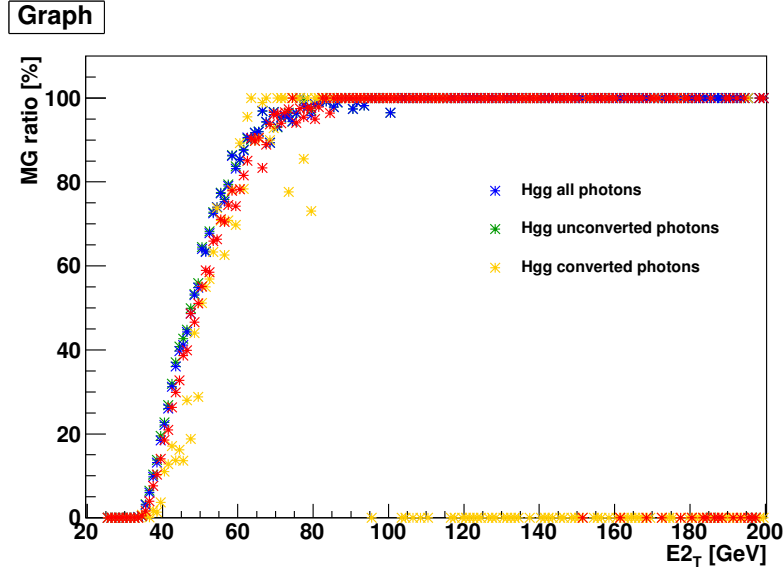 Graph
MG ratio [%]
100
80
60
40
20
0
Hgg all photons
Hgg unconverted photons
Hgg converted photons
20 40 60 80 100 120 140 160 180 200
E2_T [GeV]